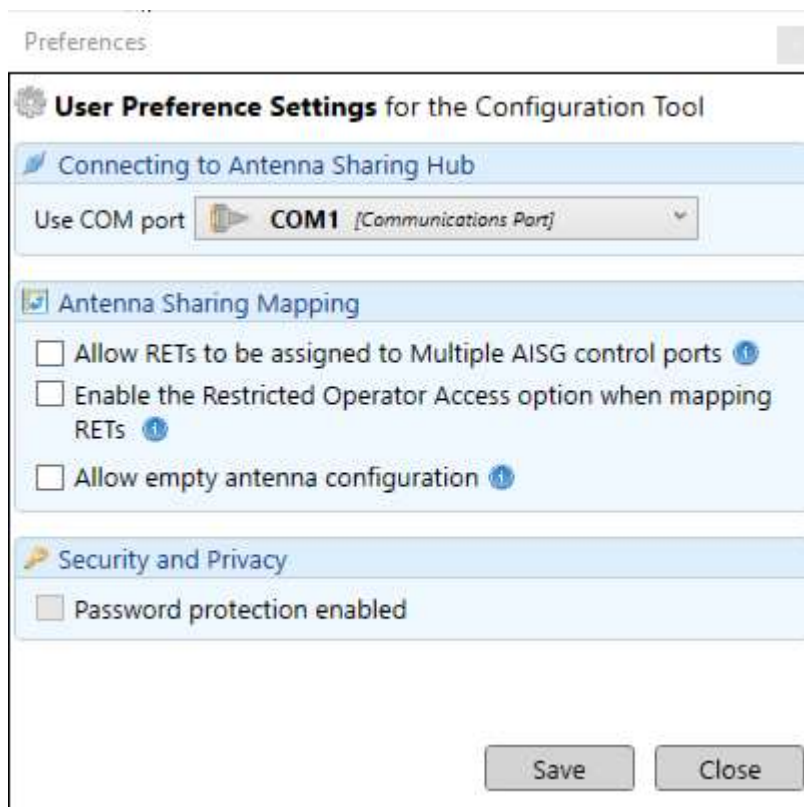 Preferences
User Preference Settings for the Configuration Tool
Connecting to Antenna Sharing Hub
Use COM port COM1 [Communications Port]
Antenna Sharing Mapping
Allow RETs to be assigned to Multiple AISG control ports
Enable the Restricted Operator Access option when mapping
RETs
Allow empty antenna configuration
Security and Privacy
Password protection enabled
Save Close